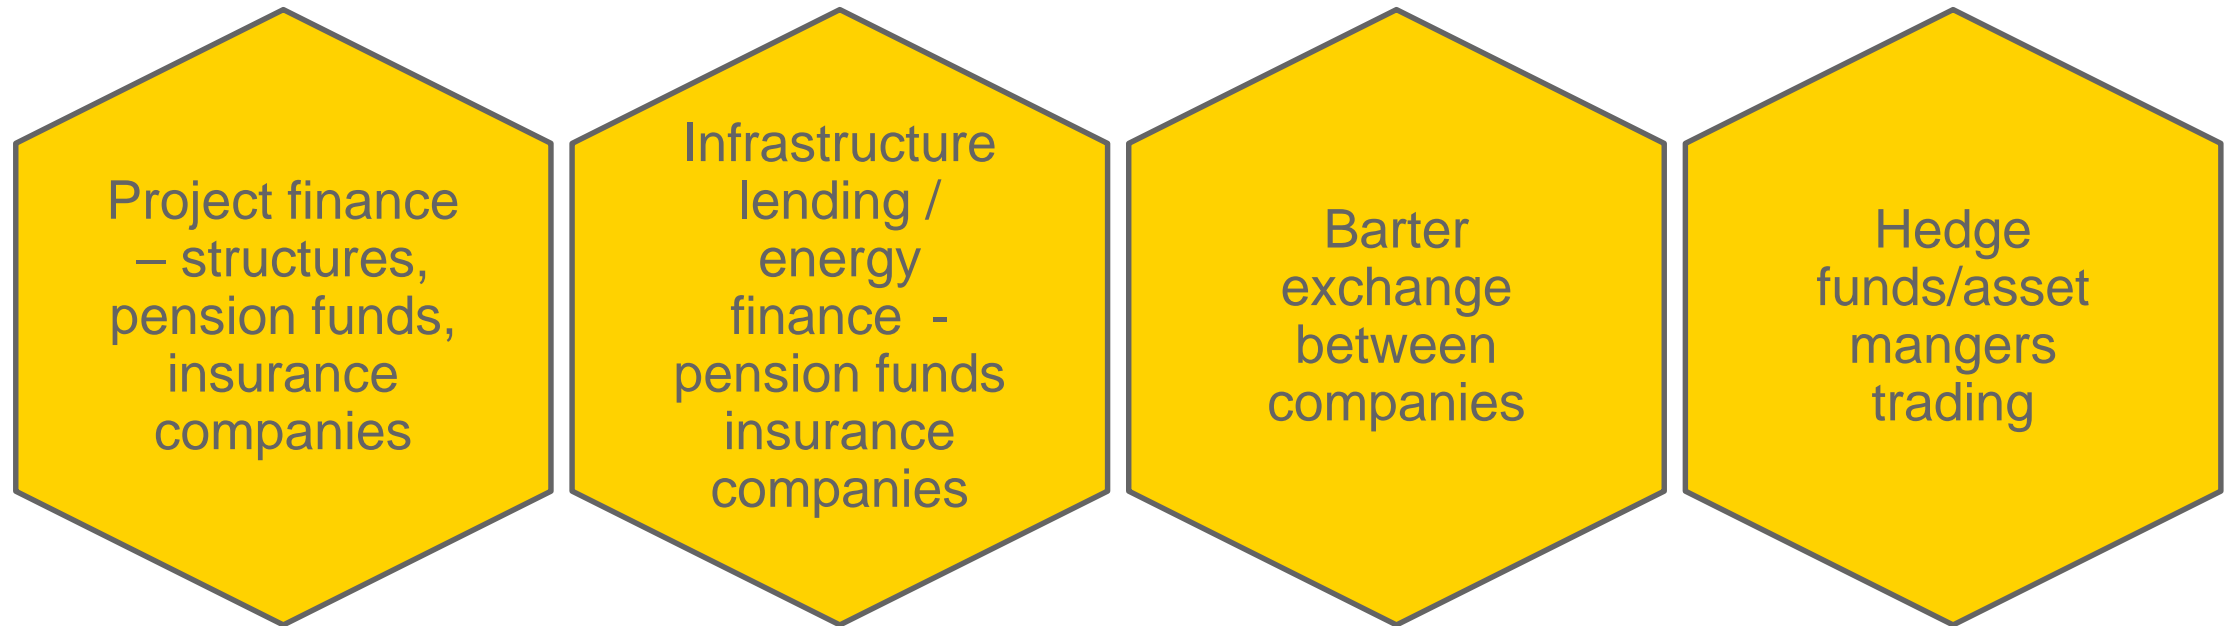 Project finance
– structures,
pension funds,
insurance
companies
Infrastructure
lending /
energy
finance  -
pension funds
insurance
companies
Barter
exchange
between
companies
Hedge
funds/asset
mangers
trading